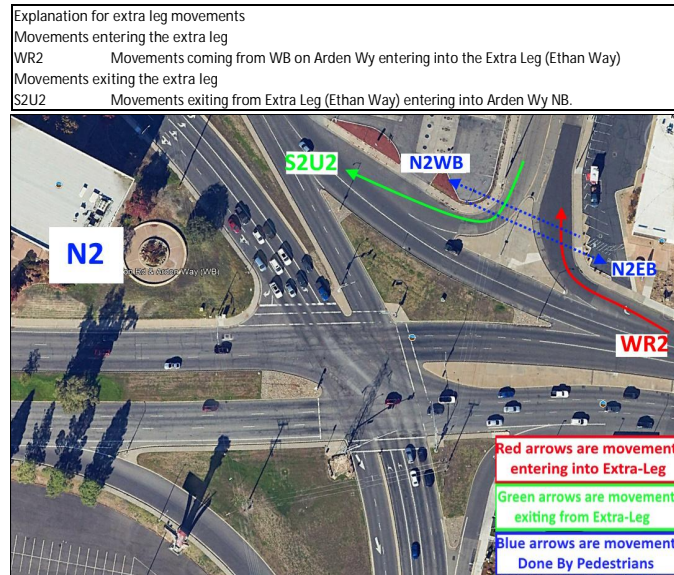 Explanation for extra leg movements
Movements entering the extra leg
WR2 Movements coming from WB on Arden Wy entering into the Extra Leg (Ethan Way)
Movements exiting the extra leg
S2U2 Movements exiting from Extra Leg (Ethan Way) entering into Arden Wy NB.
S2U2
N2WB
N2
& Arden Way (WB)
N2EB
WR2
Red arrows are movement
entering into Extra-Leg
Green arrows are movement
exiting from Extra-Leg
Blue arrows are movement
Done By Pedestrians